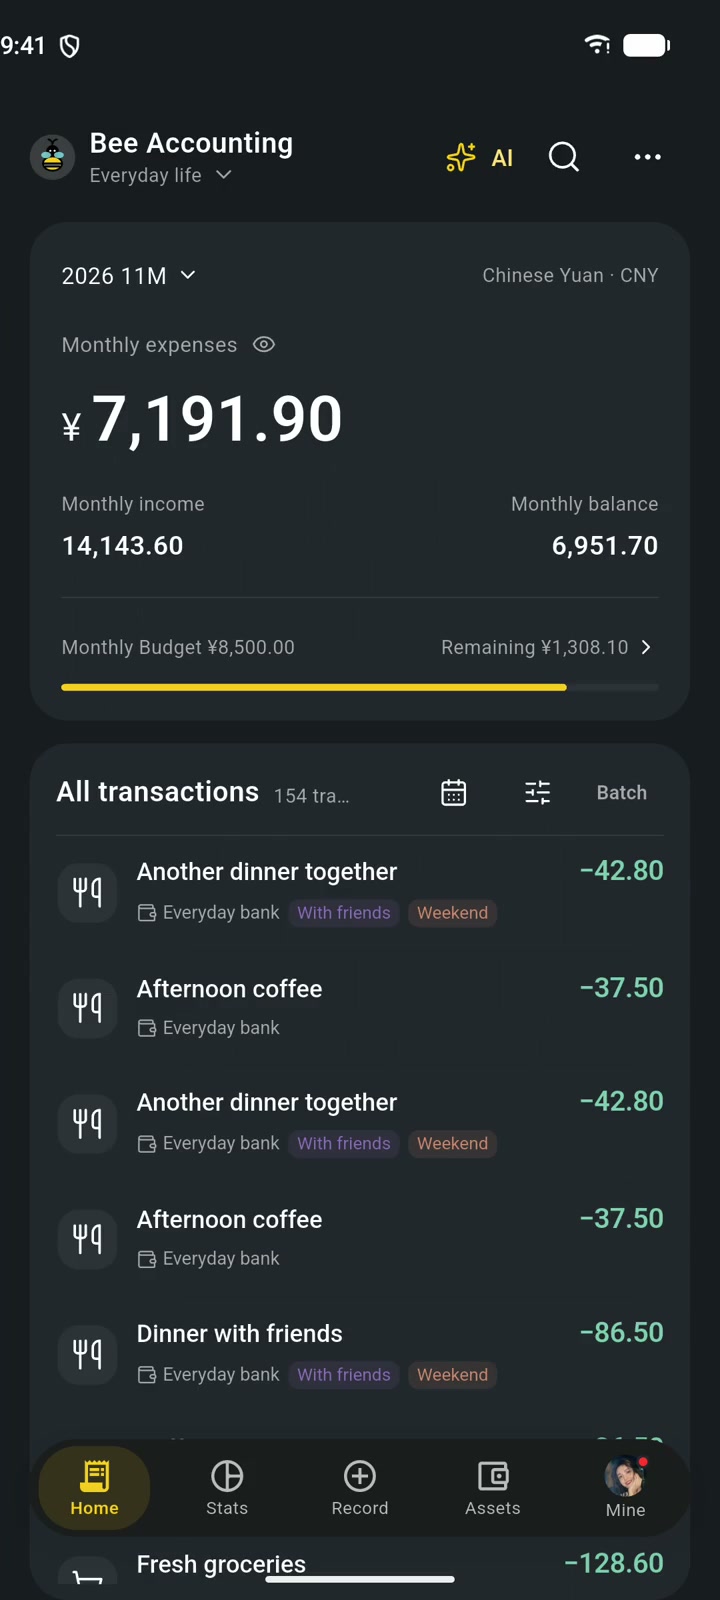 9:41
Bee Accounting
Everyday life
AI
2026 11M
Chinese Yuan · CNY
Monthly expenses
¥ 7,191.90
Monthly income
Monthly balance
14,143.60
6,951.70
Monthly Budget ¥8,500.00
Remaining ¥1,308.10
All transactions 154 tra...
Batch
Another dinner together
−42.80
Everyday bank With friends Weekend
Afternoon coffee
−37.50
Everyday bank
Another dinner together
−42.80
Everyday bank With friends Weekend
Afternoon coffee
−37.50
Everyday bank
Dinner with friends
−86.50
Everyday bank With friends Weekend
Home
Stats
Record
Assets
Mine
Fresh groceries
−128.60